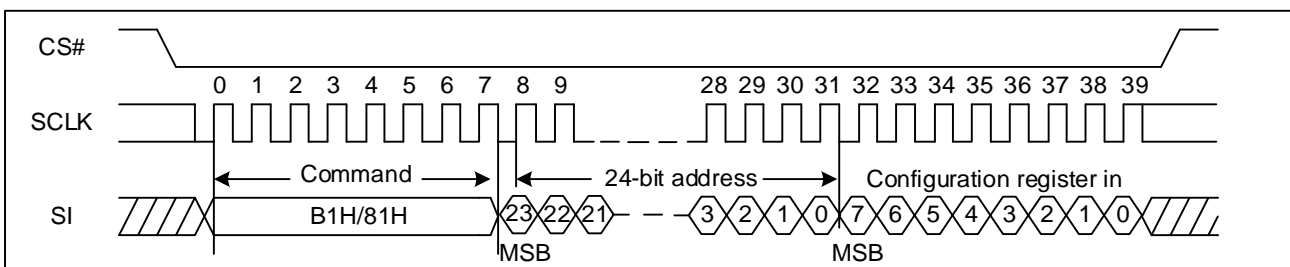 CS#
0 1 2 3 4 5 6 7 8 9 28 29 30 31 32 33 34 35 36 37 38 39
SCLK
Command 24-bit address Configuration register in
SI B1H/81H 23 22 21 3 2 1 0 7 6 5 4 3 2 1 0
MSB MSB